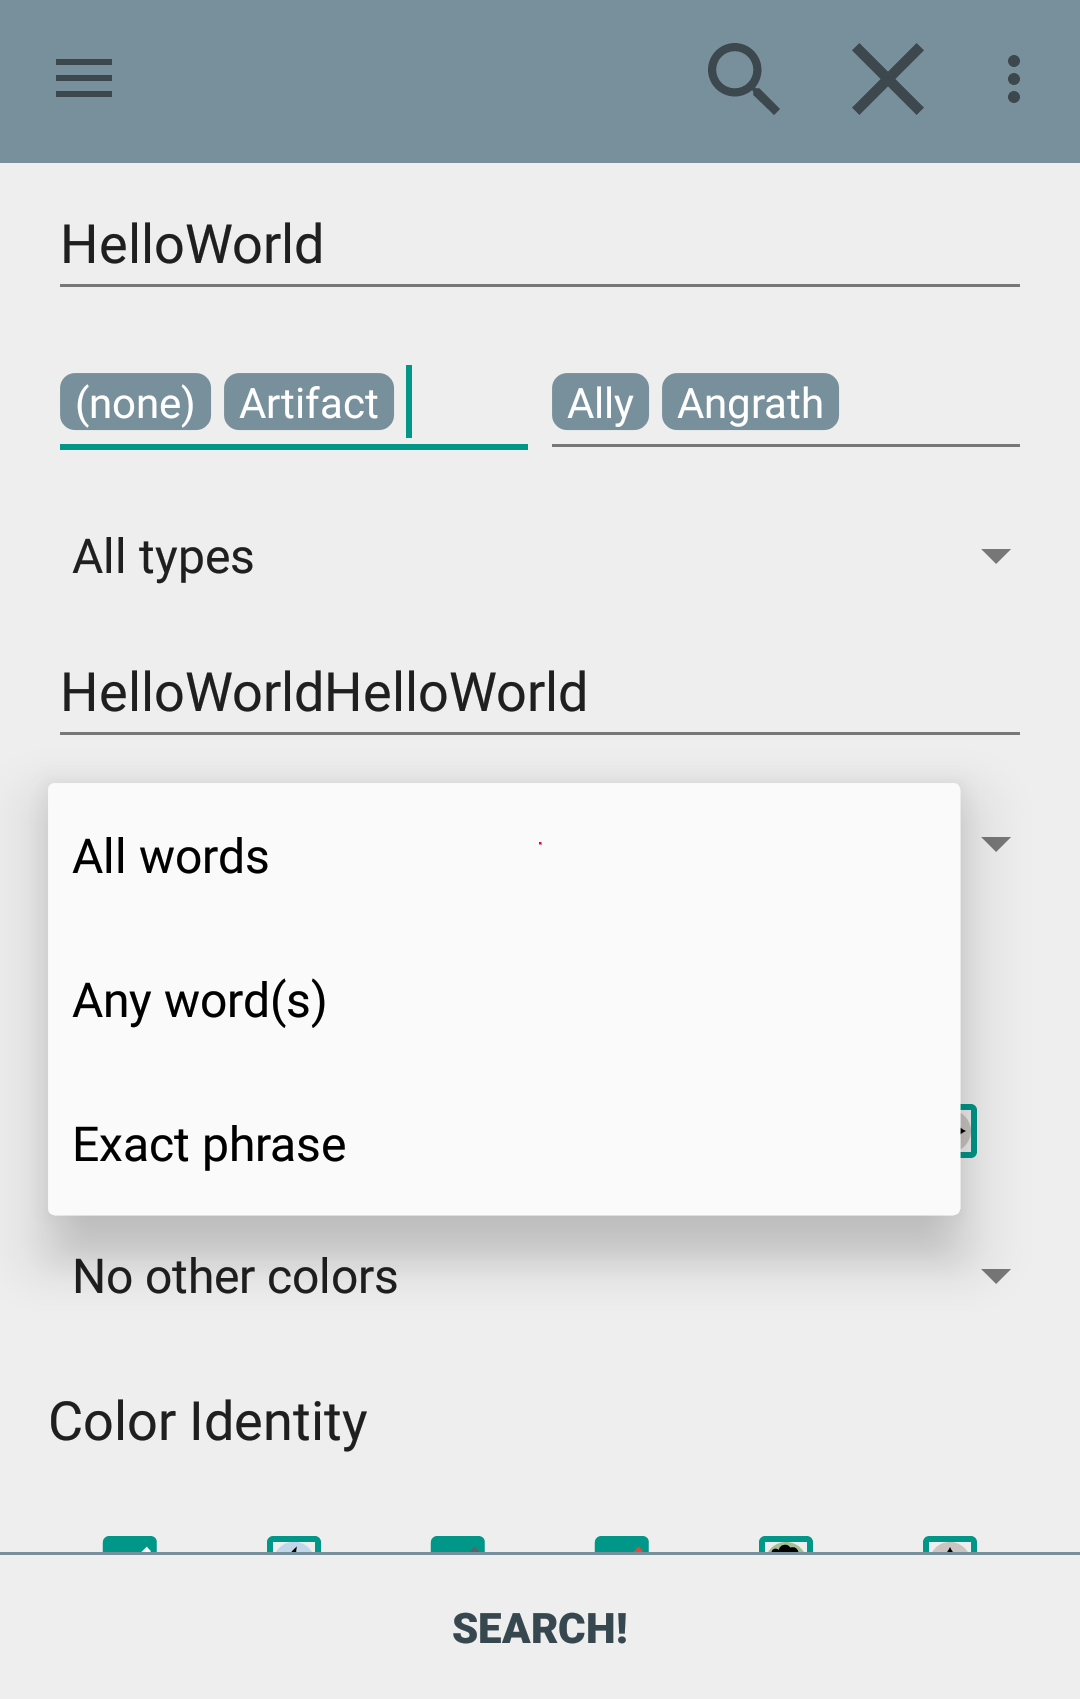 HelloWorld
(none) Artifact Ally Angrath
All types
HelloWorldHelloWorld
All words
Any word(s)
Exact phrase
No other colors
Color Identity
SEARCH!